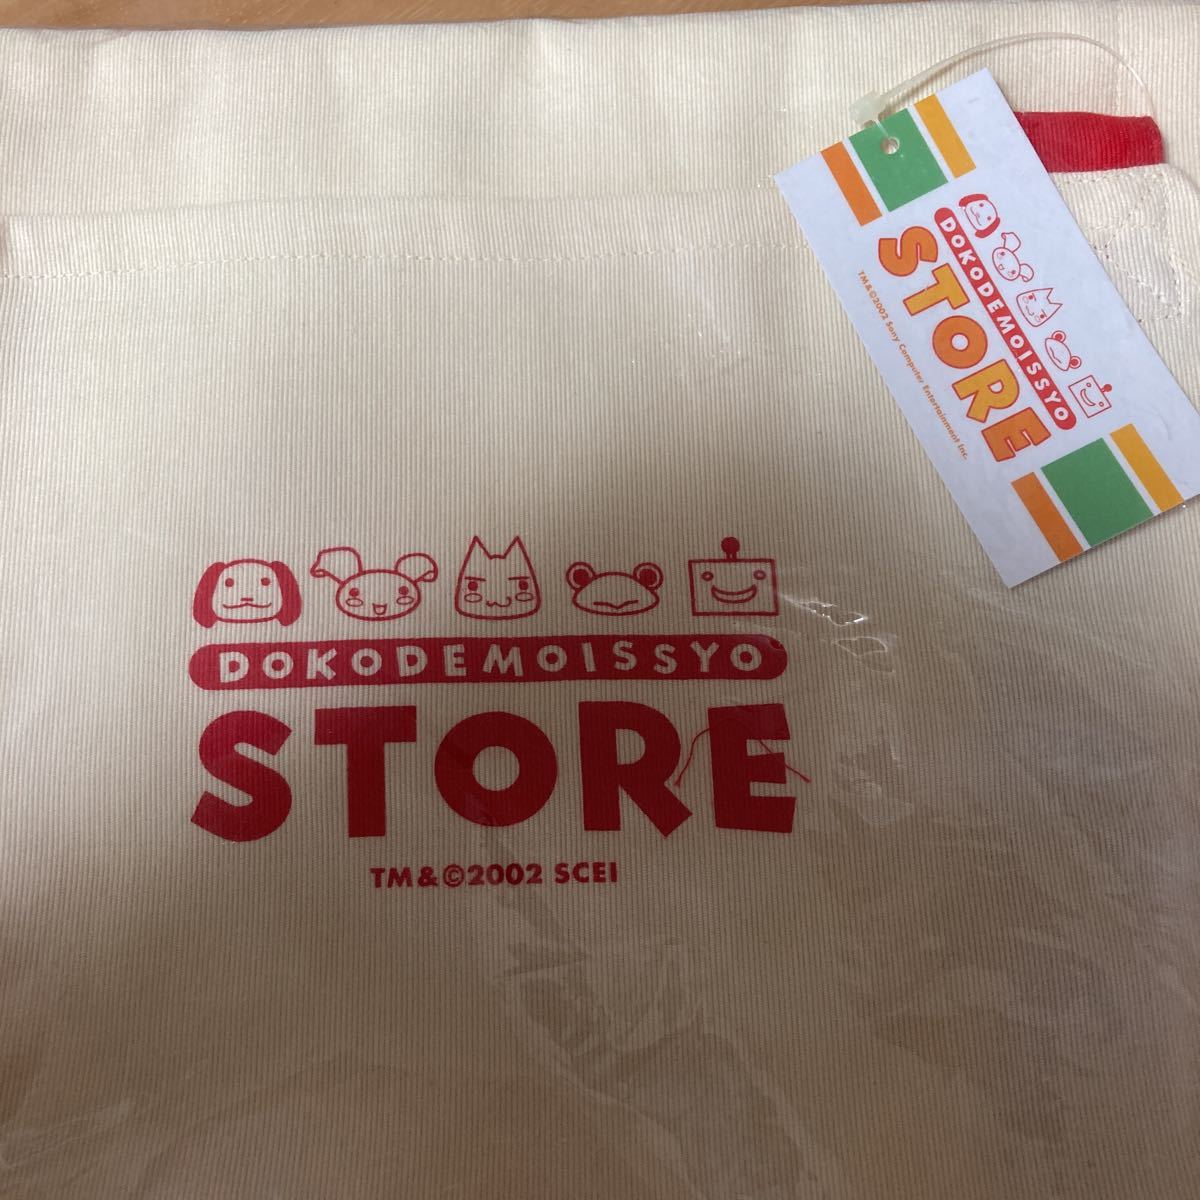 DOKODEMOISSYO
STORE
TM&©2002 Sony Computer Entertainment Inc.
DOKODEMOISSYO
STORE
TM&©2002 SCEI